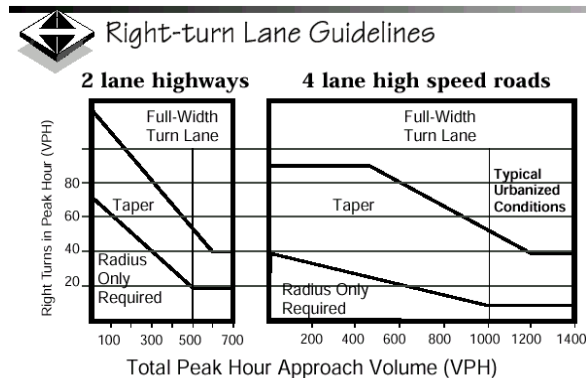 Right-turn Lane Guidelines
2 lane highways
4 lane high speed roads
Right Turns in Peak Hour (VPH)
80
60
40
20
Full-Width
Turn Lane
Taper
Radius
Only
Required
100 300 500 700
Full-Width
Turn Lane
Typical
Urbanized
Conditions
Taper
Radius Only
Required
200 400 600 800 1000 1200 1400
Total Peak Hour Approach Volume (VPH)